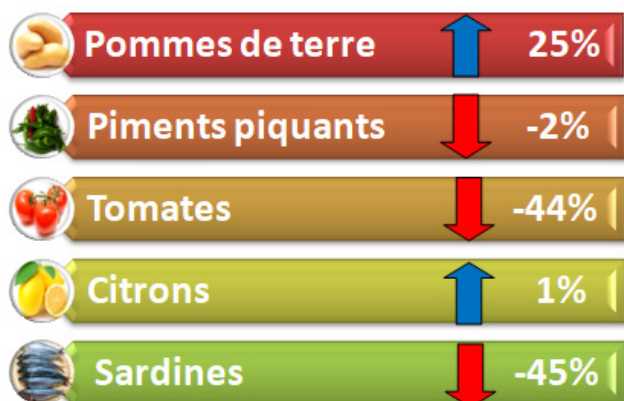 Pommes de terre 25%
Piments piquants -2%
Tomates -44%
Citrons 1%
Sardines -45%